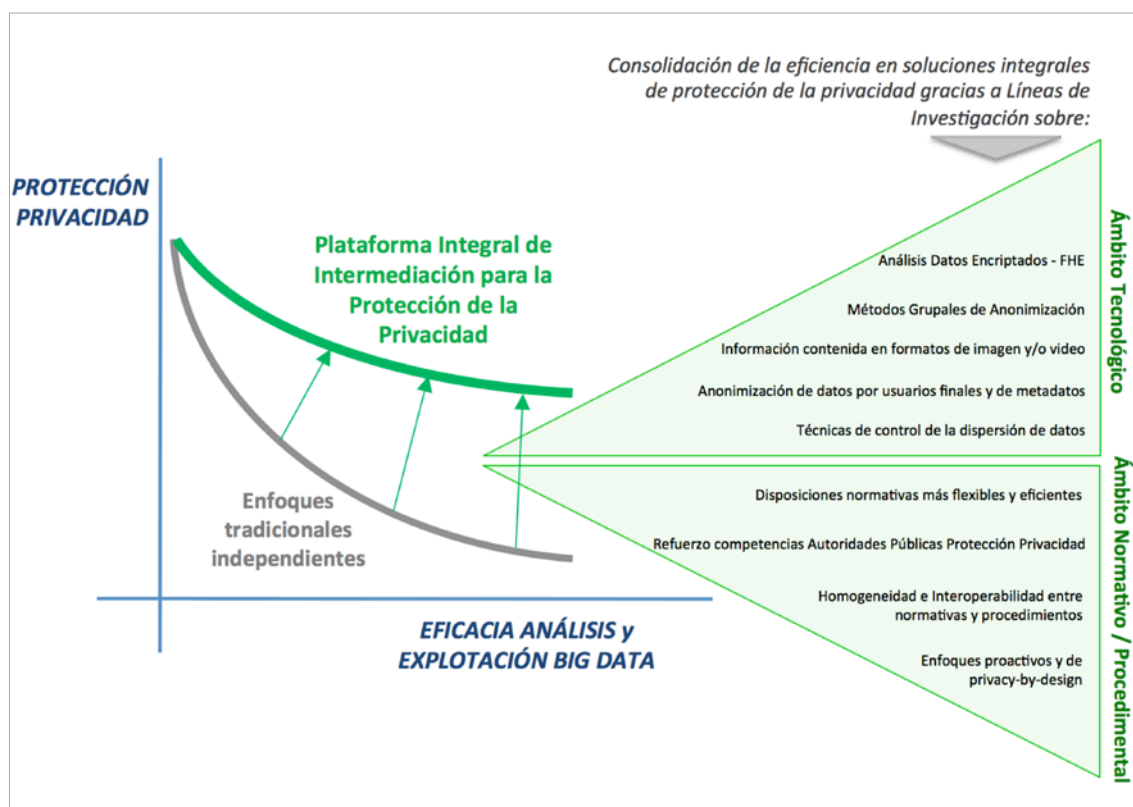 Consolidación de la eficiencia en soluciones integrales
de protección de la privacidad gracias a Líneas de
Investigación sobre:
PROTECCIÓN
PRIVACIDAD
Plataforma Integral de
Intermediación para la
Protección de la
Privacidad
Enfoques
tradicionales
independientes
EFICACIA ANÁLISIS y
EXPLOTACIÓN BIG DATA
Ámbito Tecnológico
Análisis Datos Encriptados - FHE
Métodos Grupales de Anonimización
Información contenida en formatos de imagen y/o video
Anonimización de datos por usuarios finales y de metadatos
Técnicas de control de la dispersión de datos
Ámbito Normativo / Procedimental
Disposiciones normativas más flexibles y eficientes
Refuerzo competencias Autoridades Públicas Protección Privacidad
Homogeneidad e Interoperabilidad entre
normativas y procedimientos
Enfoques proactivos y de
privacy-by-design